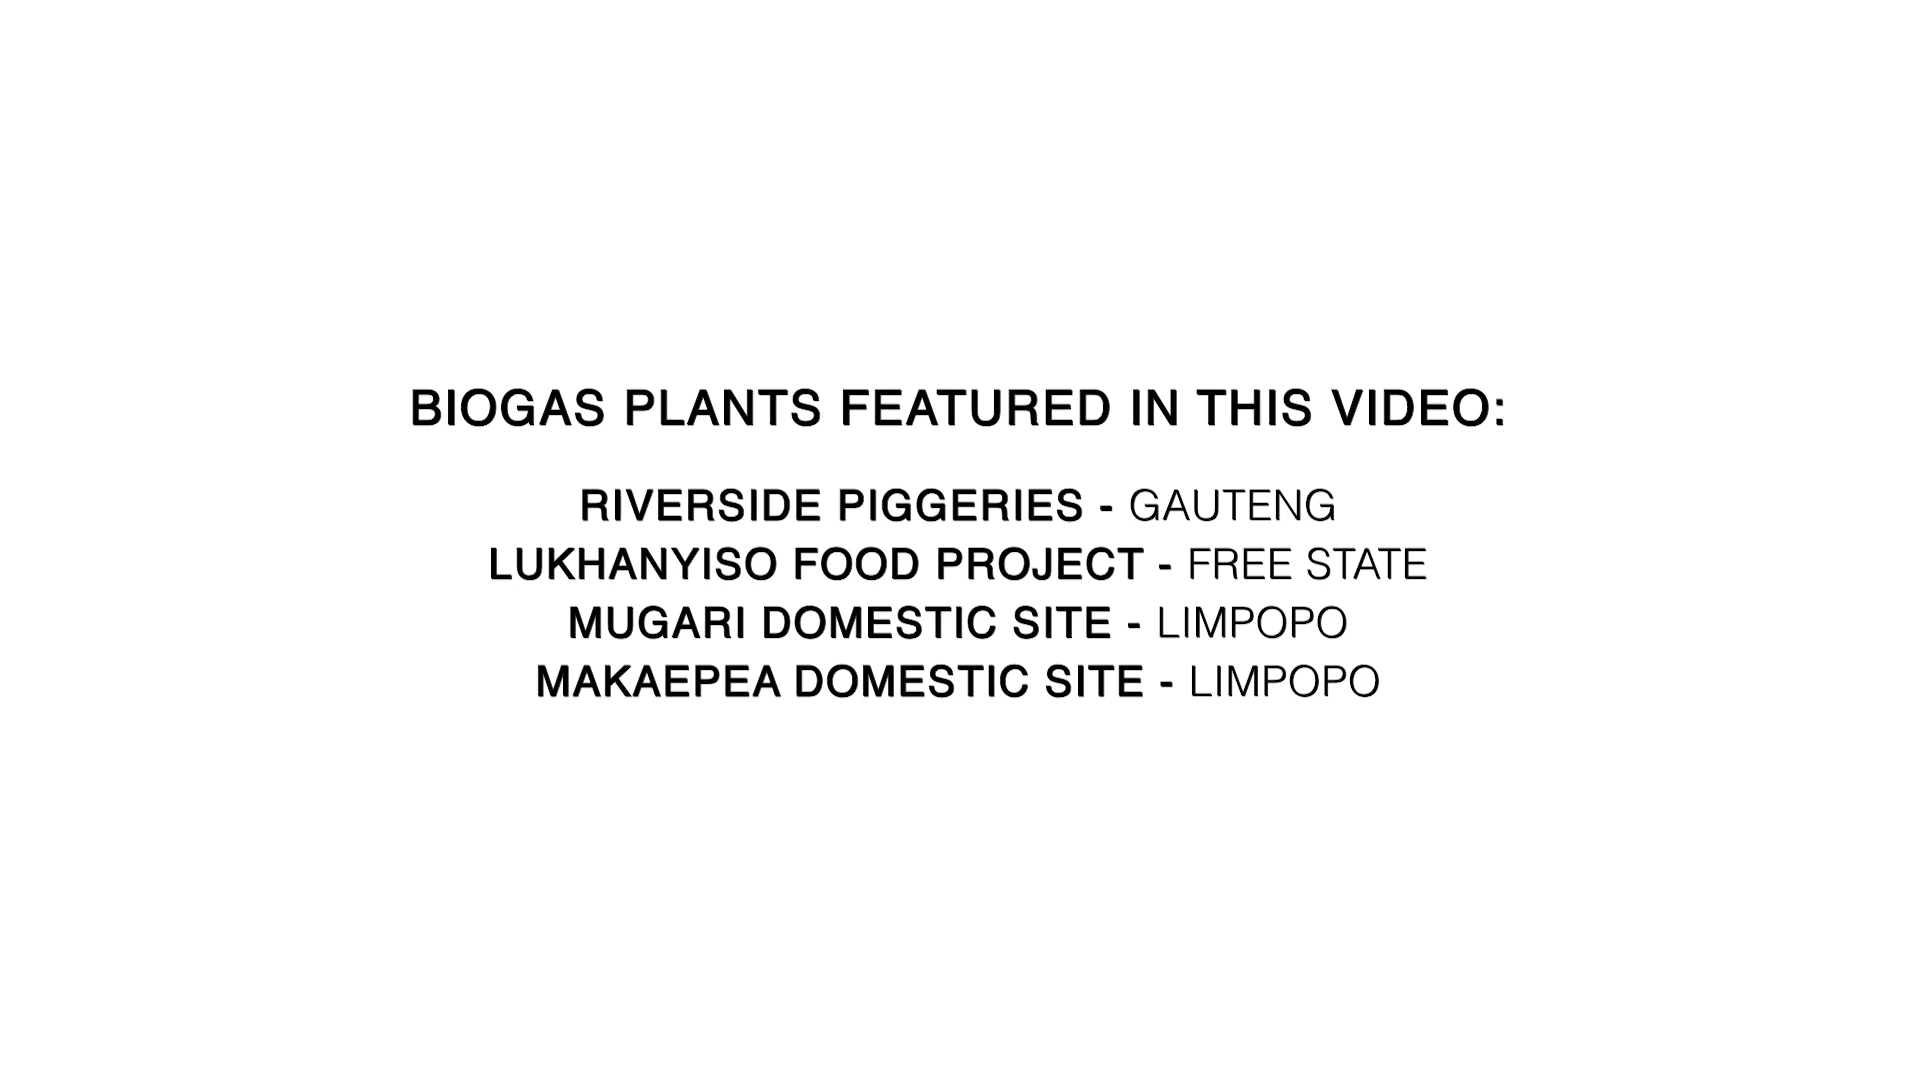 BIOGAS PLANTS FEATURED IN THIS VIDEO:
RIVERSIDE PIGGERIES - GAUTENG
LUKHANYISO FOOD PROJECT - FREE STATE
MUGARI DOMESTIC SITE - LIMPOPO
MAKAEPEA DOMESTIC SITE - LIMPOPO